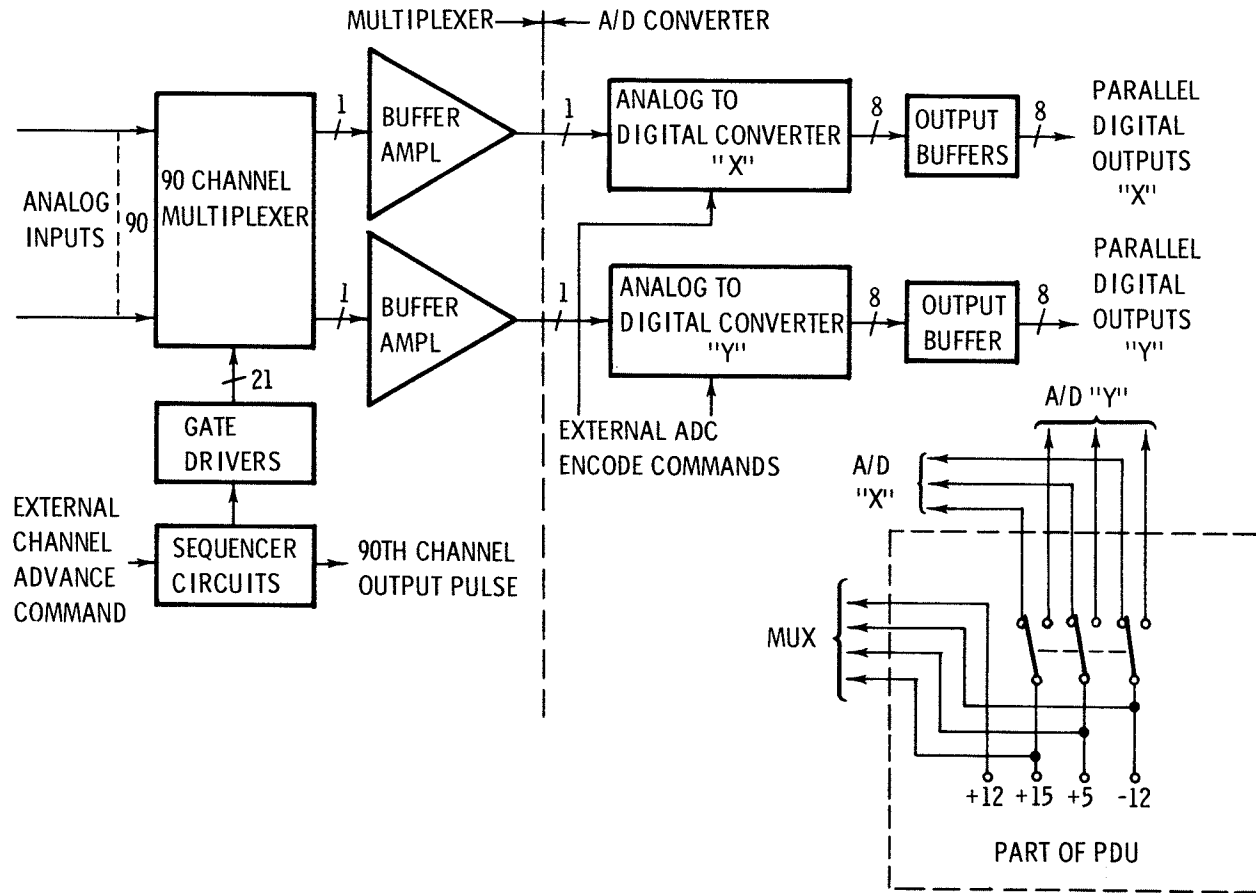 MULTIPLEXER
A/D CONVERTER
ANALOG
INPUTS
90
90 CHANNEL
MULTIPLEXER
1
BUFFER
AMPL
1
ANALOG TO
DIGITAL CONVERTER
"X"
8
OUTPUT
BUFFERS
8
PARALLEL
DIGITAL
OUTPUTS
"X"
1
BUFFER
AMPL
1
ANALOG TO
DIGITAL CONVERTER
"Y"
8
OUTPUT
BUFFER
8
PARALLEL
DIGITAL
OUTPUTS
"Y"
21
GATE
DRIVERS
EXTERNAL ADC
ENCODE COMMANDS
EXTERNAL
CHANNEL
ADVANCE
COMMAND
SEQUENCER
CIRCUITS
90TH CHANNEL
OUTPUT PULSE
A/D "Y"
A/D
"X"
MUX
+12 +15 +5 -12
PART OF PDU